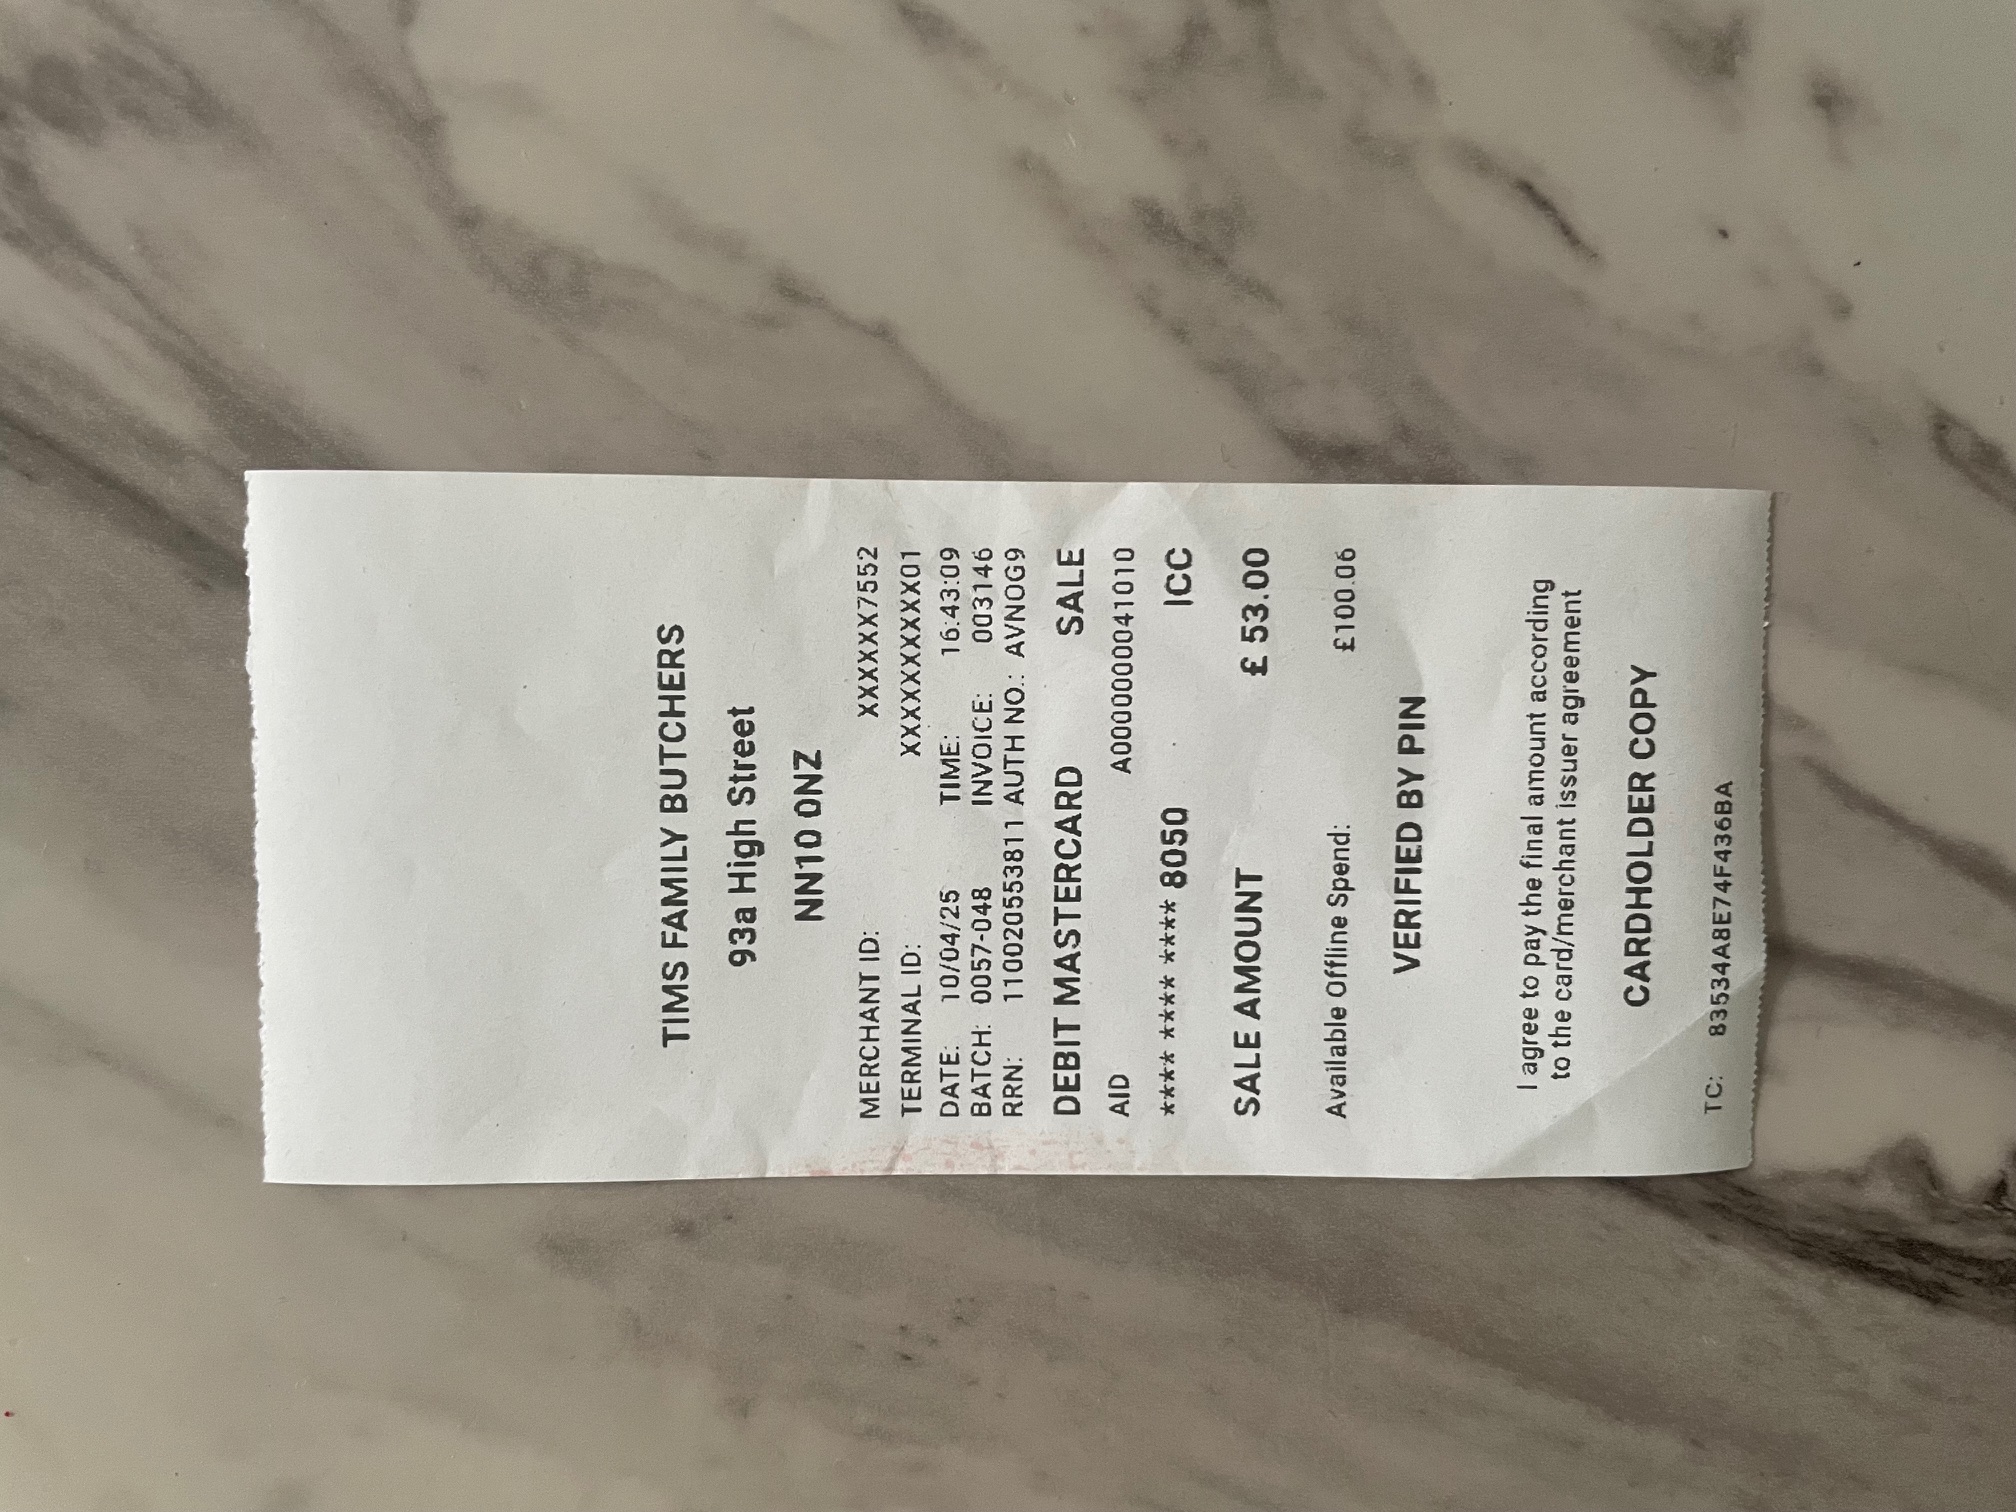 TIMS FAMILY BUTCHERS
93a High Street
NN10 0NZ
MERCHANT ID: XXXXXX7552
TERMINAL ID: XXXXXXXXXX01
DATE: 10/04/25 TIME: 16:43:09
BATCH: 0057-048 INVOICE: 003146
RRN: 110020553811 AUTH NO.: AVNOG9
DEBIT MASTERCARD SALE
AID A0000000041010
**** **** **** 8050 ICC
SALE AMOUNT £ 53.00
Available Offline Spend: £100.06
VERIFIED BY PIN
I agree to pay the final amount according
to the card/merchant issuer agreement
CARDHOLDER COPY
TC: 83534A8E74F436BA